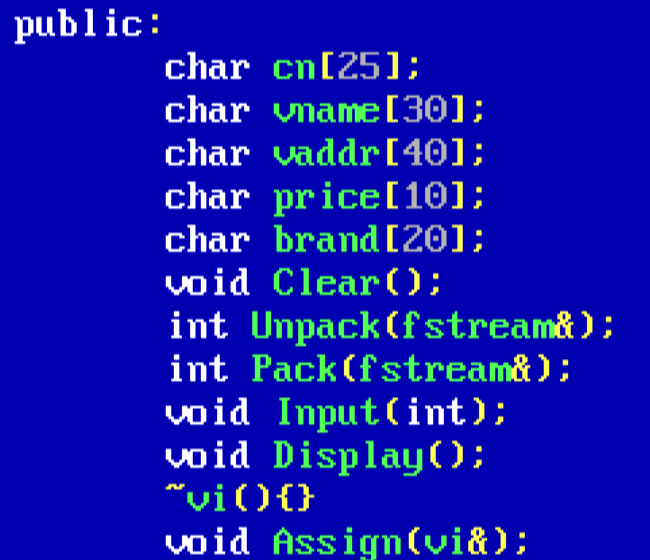 public:
char cn[25];
char vname[30];
char vaddr[40];
char price[10];
char brand[20];
void Clear();
int Unpack(fstream&);
int Pack(fstream&);
void Input(int);
void Display();
~vi(){}
void Assign(vi&);